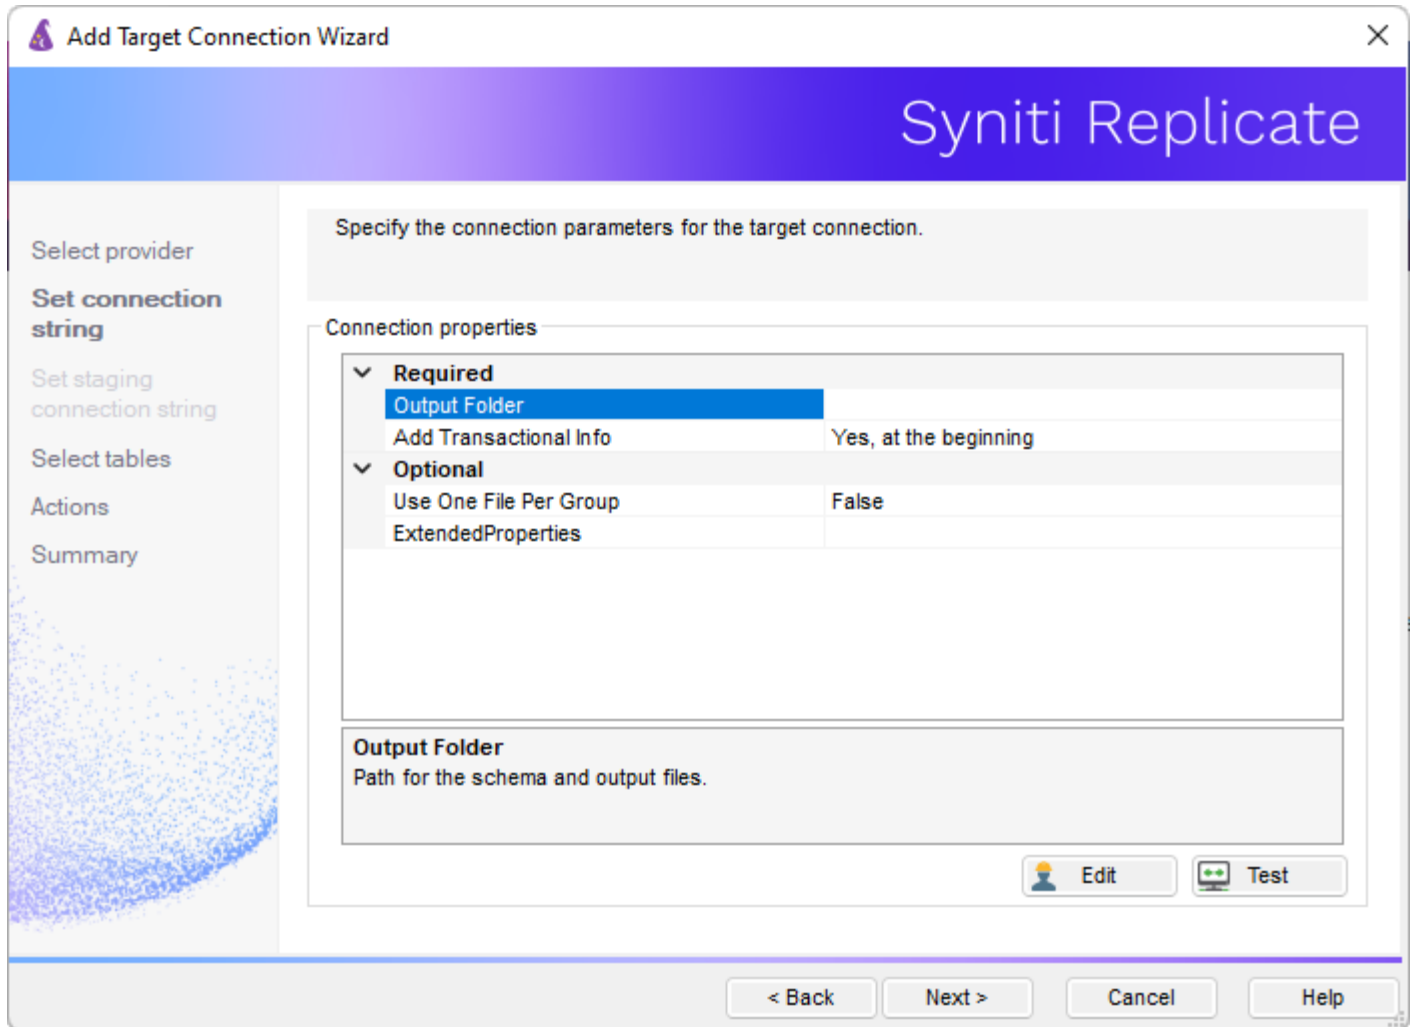 Add Target Connection Wizard
Syniti Replicate
Select provider
Set connection
string
Set staging
connection string
Select tables
Actions
Summary
Specify the connection parameters for the target connection.
Connection properties
Required
Output Folder
Add Transactional Info Yes, at the beginning
Optional
Use One File Per Group False
ExtendedProperties
Output Folder
Path for the schema and output files.
Edit Test
< Back Next > Cancel Help